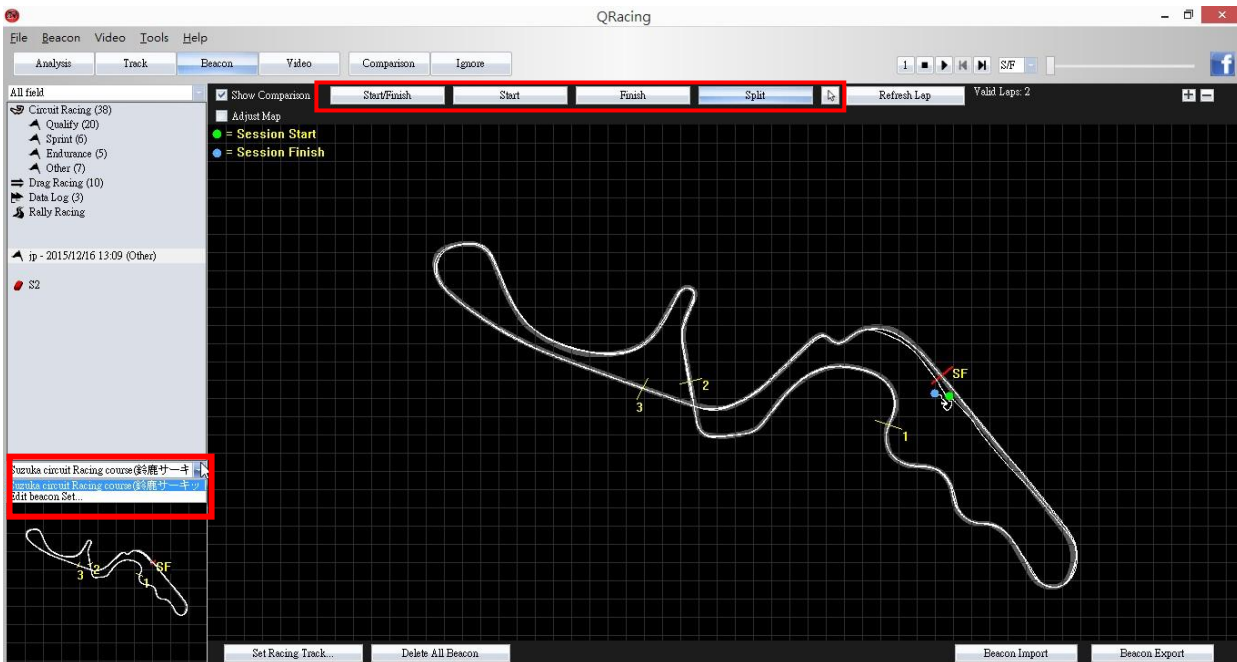 QRacing
File Beacon Video Tools Help
Analysis Track Beacon Video Comparison Ignore 1 S/F f
All field
Show Comparison Start/Finish Start Finish Split Refresh Lap Valid Laps: 2
Circuit Racing (38)
Adjust Map
Qualify (20)
= Session Start
Sprint (6)
= Session Finish
Endurance (5)
Other (7)
Drag Racing (10)
Data Log (3)
Rally Racing
jp - 2015/12/16 13:09 (Other)
S2
SF
2
3
1
Suzuka circuit Racing course(鈴鹿サーキ
Suzuka circuit Racing course(鈴鹿サーキッ
Edit beacon Set...
SF
2
3
1
Set Racing Track... Delete All Beacon Beacon Import Beacon Export